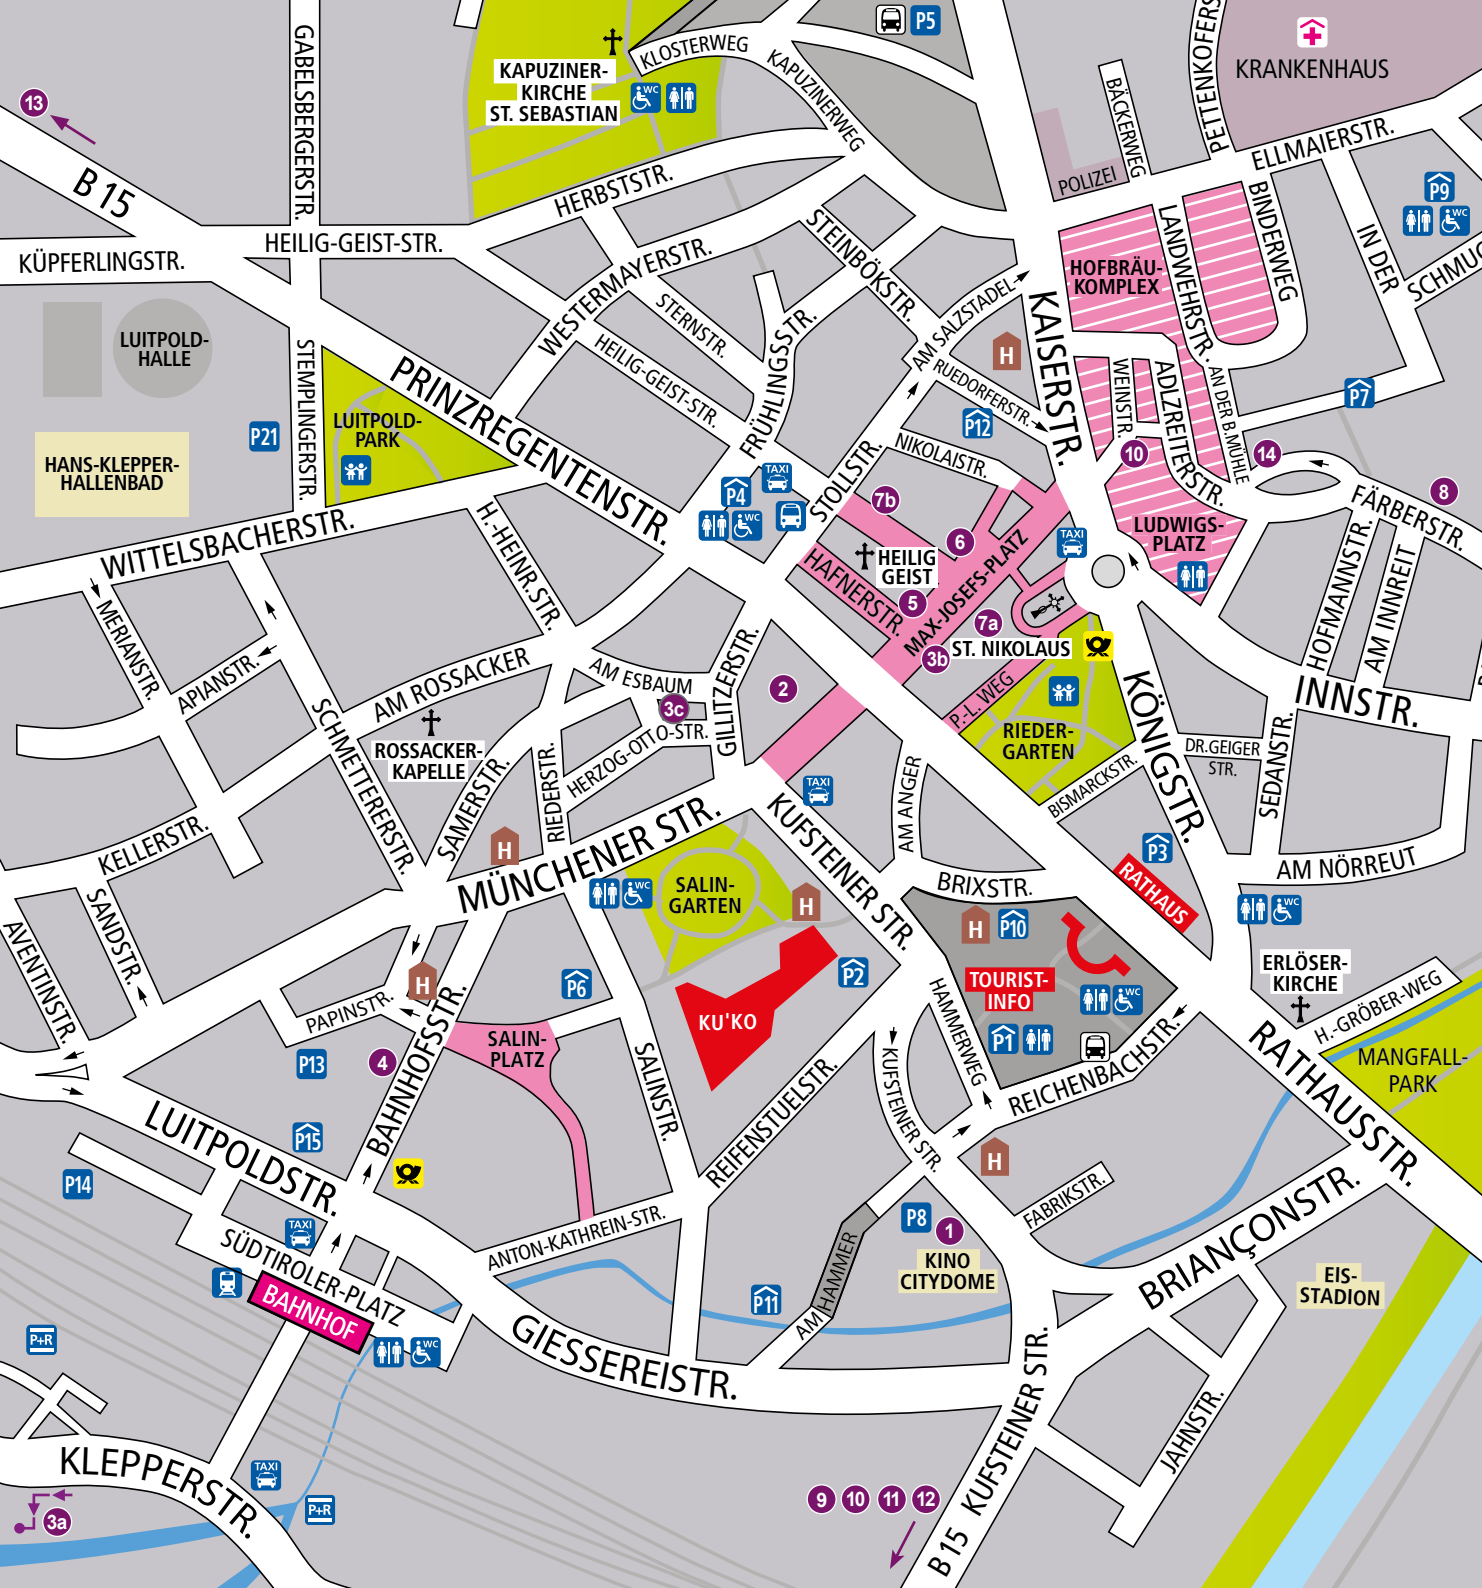 GABELSBERGERSTR.
KAPUZINER-
KIRCHE
ST. SEBASTIAN
WC
KLOSTERWEG
KAPUZINERWEG
P5
PETTENKOFERS
KRANKENHAUS
BÄCKERWEG
POLIZEI
ELLMAIERSTR.
13
B 15
HERBSTSTR.
HEILIG-GEIST-STR.
KÜPFERLINGSTR.
P9
WC
IN DER
SCHMUC
BINDERWEG
LANDWEHRSTR.
HOFBRÄU-
KOMPLEX
STEINBÖKSTR.
WESTERMAYERSTR.
STERNSTR.
HEILIG-GEIST-STR.
FRÜHLINGSSTR.
AM SALZSTADEL
H
KAISERSTR.
RUEDORFERSTR.
LUITPOLD-
HALLE
STEMPLINGERSTR.
PRINZREGENTENSTR.
LUITPOLD-
PARK
P21
HANS-KLEPPER-
HALLENBAD
P12
NIKOLAISTR.
STOLLSTR.
P4
TAXI
WC
7b
WEINSTR.
ADLZREITERSTR.
AN DER B.MÜHLE
P7
10
14
8
FÄRBERSTR.
LUDWIGS-
PLATZ
TAXI
6
HEILIG
GEIST
5
HAFNERSTR.
MAX-JOSEFS-PLATZ
7a
3b
ST. NIKOLAUS
P.-L. WEG
RIEDER-
GARTEN
WITTELSBACHERSTR.
H.-HEINR.STR.
MERIANSTR.
APIANSTR.
AM ROSSACKER
SCHMETTERERSTR.
ROSSACKER-
KAPELLE
AM ESBAUM
3c
HERZOG-OTTO-STR.
GILLITZERSTR.
2
RIEDERSTR.
SAMERSTR.
HOFMANNSTR.
AM INNREIT
INNSTR.
KÖNIGSTR.
DR.GEIGER
STR.
SEDANSTR.
BISMARCKSTR.
AM ANGER
TAXI
KUFSTEINER STR.
MÜNCHENER STR.
H
KELLERSTR.
SANDSTR.
AVENTINSTR.
WC
SALIN-
GARTEN
H
BRIXSTR.
P3
RATHAUS
AM NÖRREUT
WC
ERLÖSER-
KIRCHE
H.-GRÖBER-WEG
MANGFALL-
PARK
H
P10
TOURIST-
INFO
WC
P1
P2
KU'KO
P6
H
PAPINSTR.
P13
4
BAHNHOFSTR.
SALIN-
PLATZ
SALINSTR.
HAMMERWEG
KUFSTEINER STR.
REICHENBACHSTR.
RATHAUSSTR.
LUITPOLDSTR.
P15
P14
REIFENSTUELSTR.
H
FABRIKSTR.
P8
1
KINO
CITYDOME
BRIANÇONSTR.
EIS-
STADION
TAXI
SÜDTIROLER-PLATZ
BAHNHOF
ANTON-KATHREIN-STR.
P11
AM HAMMER
WC
P+R
GIESSEREISTR.
JAHNSTR.
B 15 KUFSTEINER STR.
KLEPPERSTR.
TAXI
P+R
3a
9
10
11
12